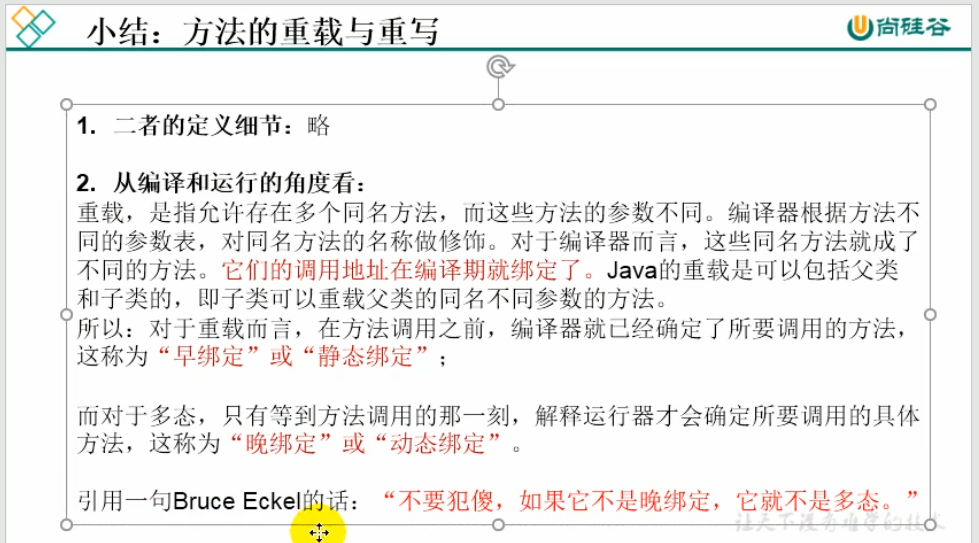 小结：方法的重载与重写
尚硅谷
1. 二者的定义细节：略
2. 从编译和运行的角度看：
重载，是指允许存在多个同名方法，而这些方法的参数不同。编译器根据方法不
同的参数表，对同名方法的名称做修饰。对于编译器而言，这些同名方法就成了
不同的方法。它们的调用地址在编译期就绑定了。Java的重载是可以包括父类
和子类的，即子类可以重载父类的同名不同参数的方法。
所以：对于重载而言，在方法调用之前，编译器就已经确定了所要调用的方法，
这称为“早绑定”或“静态绑定”；
而对于多态，只有等到方法调用的那一刻，解释运行器才会确定所要调用的具体
方法，这称为“晚绑定”或“动态绑定”。
引用一句Bruce Eckel的话：“不要犯傻，如果它不是晚绑定，它就不是多态。”
让天下没有难学的技术